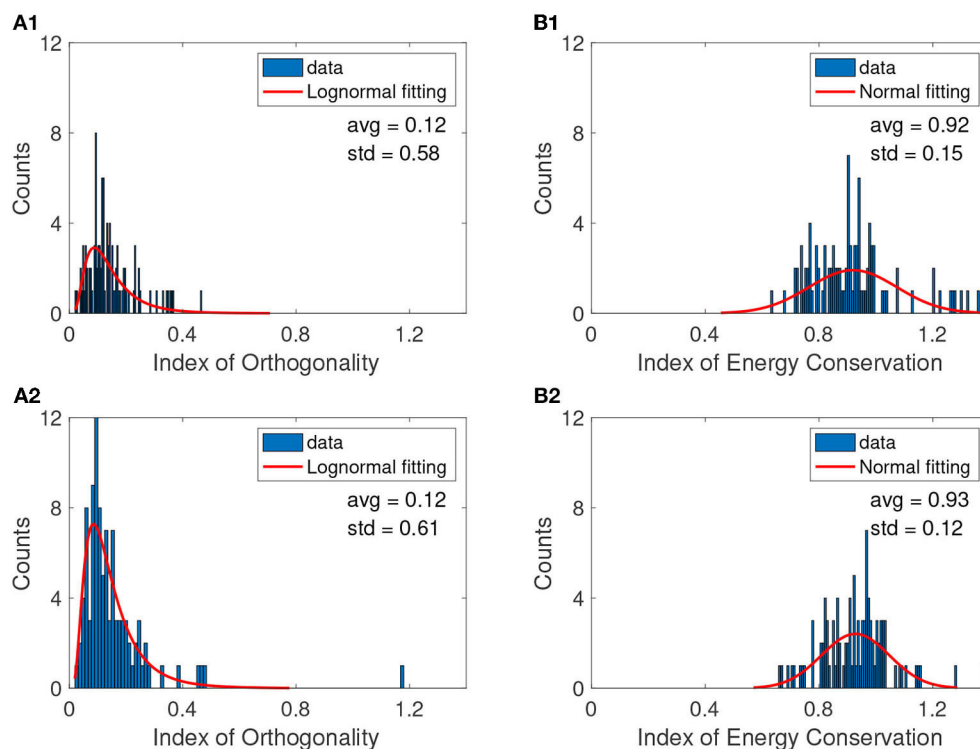 A1
12
8
4
0
Counts
data
Lognormal fitting
avg = 0.12
std = 0.58
0 0.4 0.8 1.2
Index of Orthogonality
B1
12
8
4
0
Counts
data
Normal fitting
avg = 0.92
std = 0.15
0 0.4 0.8 1.2
Index of Energy Conservation
A2
12
8
4
0
Counts
data
Lognormal fitting
avg = 0.12
std = 0.61
0 0.4 0.8 1.2
Index of Orthogonality
B2
12
8
4
0
Counts
data
Normal fitting
avg = 0.93
std = 0.12
0 0.4 0.8 1.2
Index of Energy Conservation